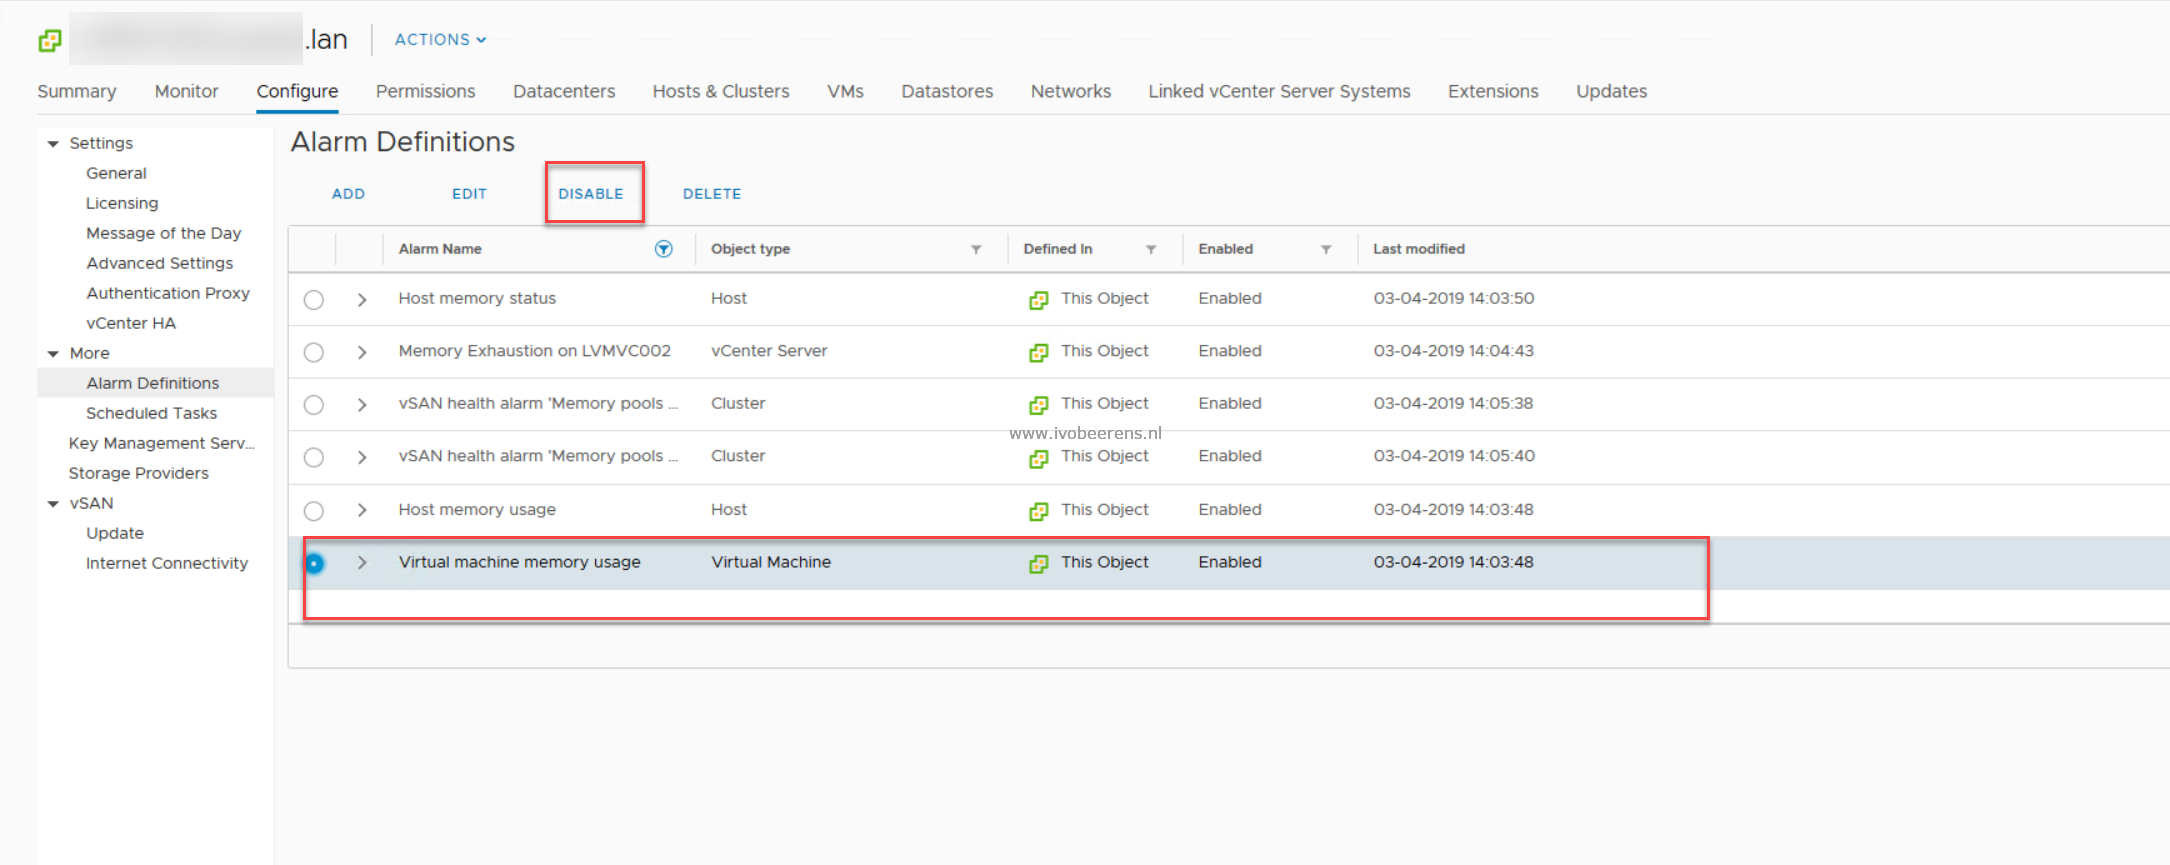 .lan
ACTIONS
Summary Monitor Configure Permissions Datacenters Hosts & Clusters VMs Datastores Networks Linked vCenter Server Systems Extensions Updates
Settings
General
Licensing
Message of the Day
Advanced Settings
Authentication Proxy
vCenter HA
More
Alarm Definitions
Scheduled Tasks
Key Management Serv...
Storage Providers
vSAN
Update
Internet Connectivity
Alarm Definitions
ADD EDIT DISABLE DELETE
Alarm Name Object type Defined In Enabled Last modified
Host memory status Host This Object Enabled 03-04-2019 14:03:50
Memory Exhaustion on LVMVC002 vCenter Server This Object Enabled 03-04-2019 14:04:43
vSAN health alarm 'Memory pools ... Cluster This Object Enabled 03-04-2019 14:05:38
www.ivobeerens.nl
vSAN health alarm 'Memory pools ... Cluster This Object Enabled 03-04-2019 14:05:40
Host memory usage Host This Object Enabled 03-04-2019 14:03:48
Virtual machine memory usage Virtual Machine This Object Enabled 03-04-2019 14:03:48